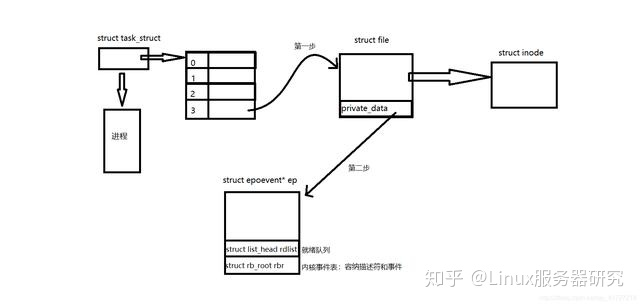 struct task_struct
0
1
2
3
进程
第一步
struct file
private_data
struct inode
第二步
struct epoevent* ep
struct list_head rdlist 就绪队列
struct rb_root rbr 内核事件表：容纳描述符和事件
知乎 @Linux服务器研究